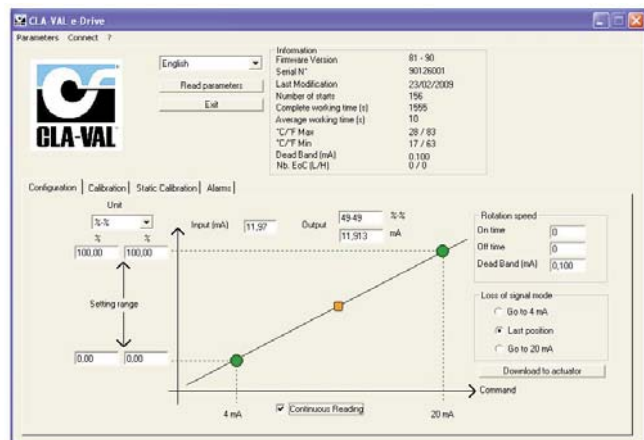 CLA-VAL e-Drive
Parameters Connect ?
English
Read parameters
Exit
CLA-VAL
Information
Firmware Version 81 - 90
Serial N° 90126001
Last Modification 23/02/2009
Number of starts 156
Complete working time (s) 1555
Average working time (s) 10
°C/°F Max 28 / 83
°C/°F Min 17 / 63
Dead Band (mA) 0.100
Nb. EoC (L/H) 0 / 0
Configuration Calibration Static Calibration Alarms
Unit
%-%
% %
100,00 100,00
Setting range
0.00 0.00
Input (mA) 11,97
Output 49-49 %-%
11,913 mA
4 mA
20 mA
Command
Continuous Reading
Rotation speed
On time 0
Off time 0
Dead Band (mA) 0,100
Loss of signal mode
Go to 4 mA
Last position
Go to 20 mA
Download to actuator